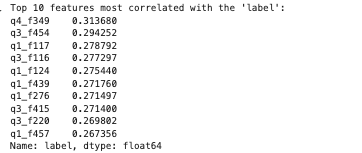 Top 10 features most correlated with the 'label':
q4_f349    0.313680
q3_f454    0.294252
q1_f117    0.278792
q3_f116    0.277297
q1_f124    0.275440
q1_f439    0.271760
q1_f276    0.271497
q3_f415    0.271400
q3_f220    0.269802
q1_f457    0.267356
Name: label, dtype: float64